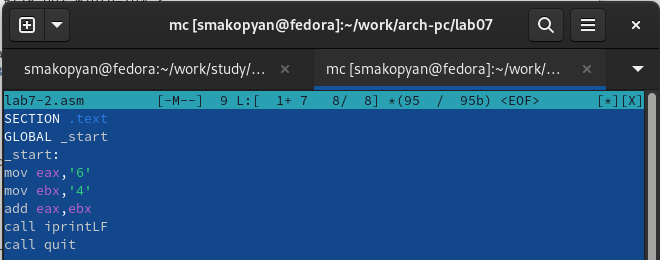 mc [smakopyan@fedora]:~/work/arch-pc/lab07
smakopyan@fedora:~/work/study/... × mc [smakopyan@fedora]:~/work/... ×
lab7-2.asm [-M--] 9 L:[ 1+ 7 8/ 8] *(95 / 95b) <EOF> [*][X]
SECTION .text
GLOBAL _start
_start:
mov eax,'6'
mov ebx,'4'
add eax,ebx
call iprintLF
call quit